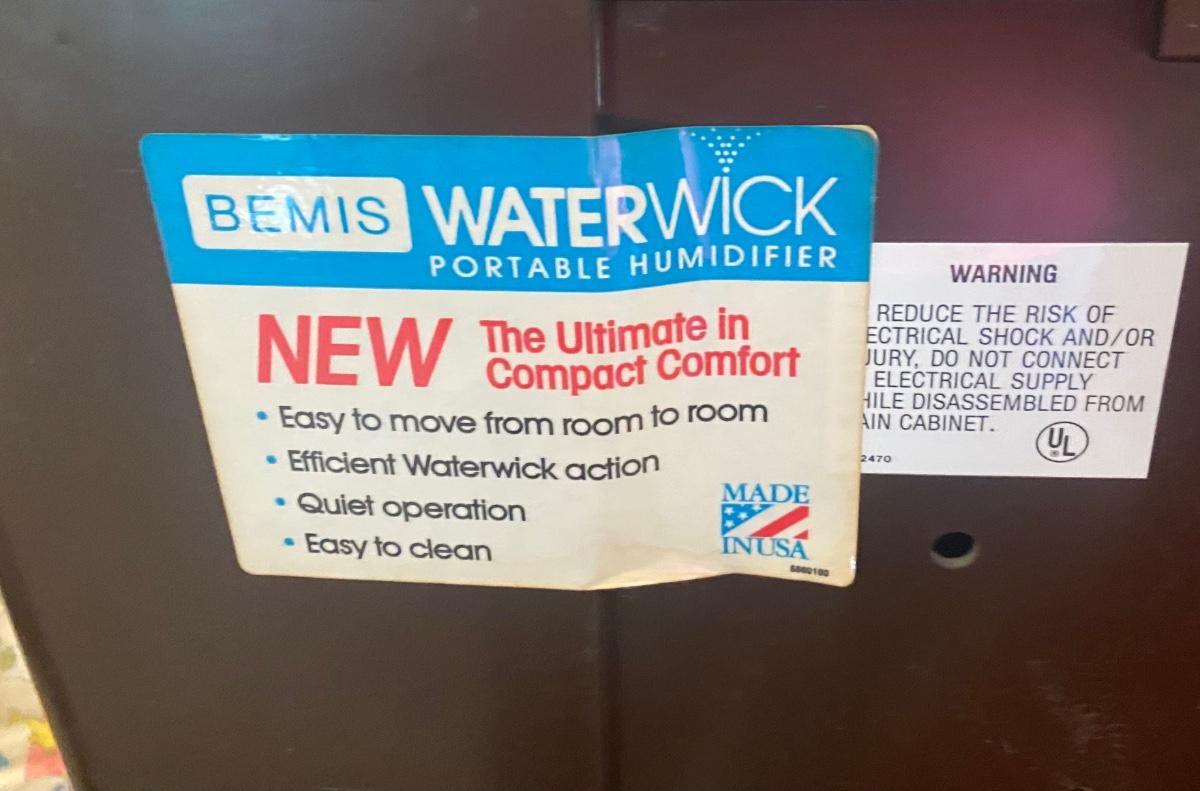 BEMIS WATERWICK
PORTABLE HUMIDIFIER
NEW The Ultimate in
Compact Comfort
• Easy to move from room to room
• Efficient Waterwick action
• Quiet operation
• Easy to clean
MADE
IN USA
WARNING
REDUCE THE RISK OF
ECTRICAL SHOCK AND/OR
JURY, DO NOT CONNECT
ELECTRICAL SUPPLY
HILE DISASSEMBLED FROM
AIN CABINET.
UL
2470